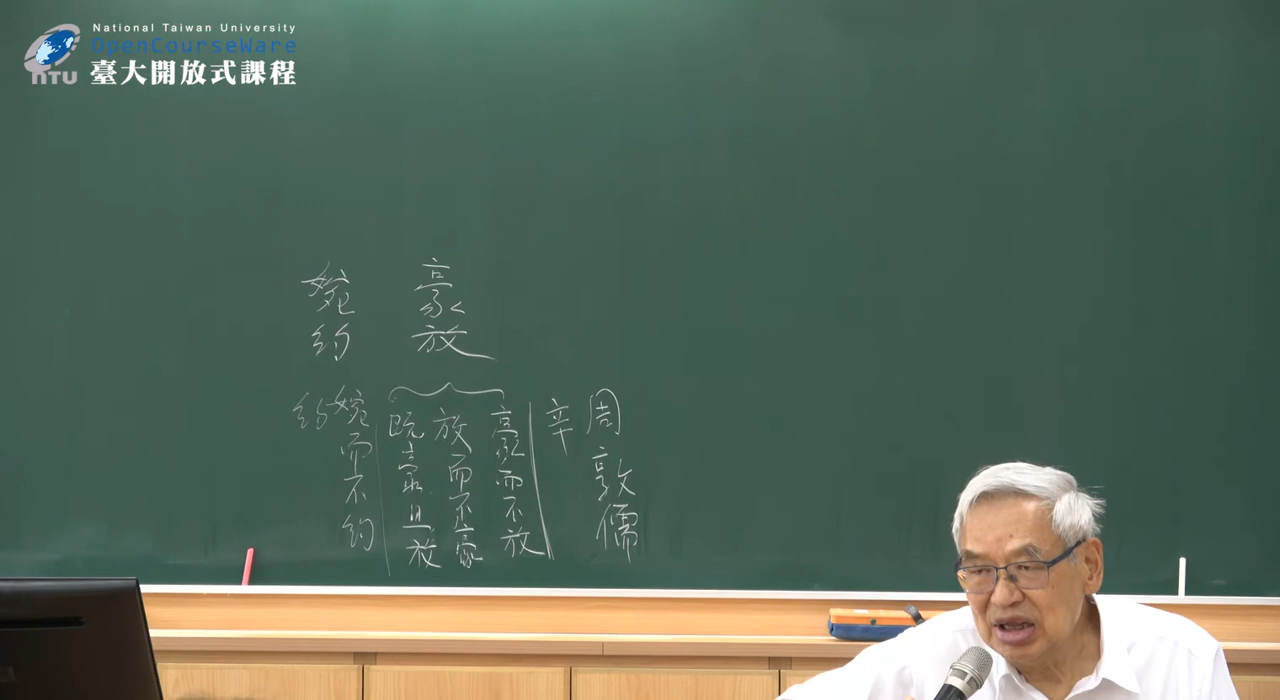 National Taiwan University
OpenCourseWare
NTU 臺大開放式課程
豪放
婉約
周敦儒
辛
豪而不放
放而不豪
既豪且放
婉而不約
約